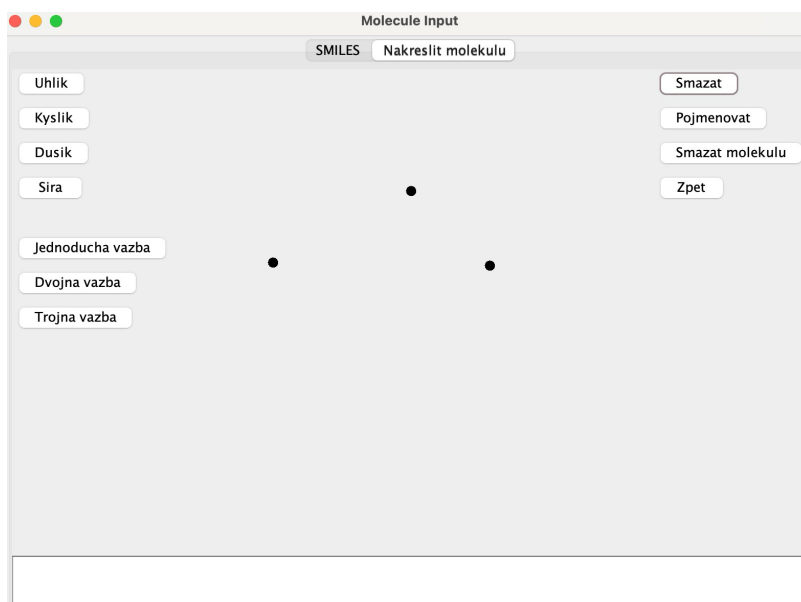 Molecule Input
SMILES Nakreslit molekulu
Uhlik
Kyslik
Dusik
Sira
Jednoducha vazba
Dvojna vazba
Trojna vazba
Smazat
Pojmenovat
Smazat molekulu
Zpet